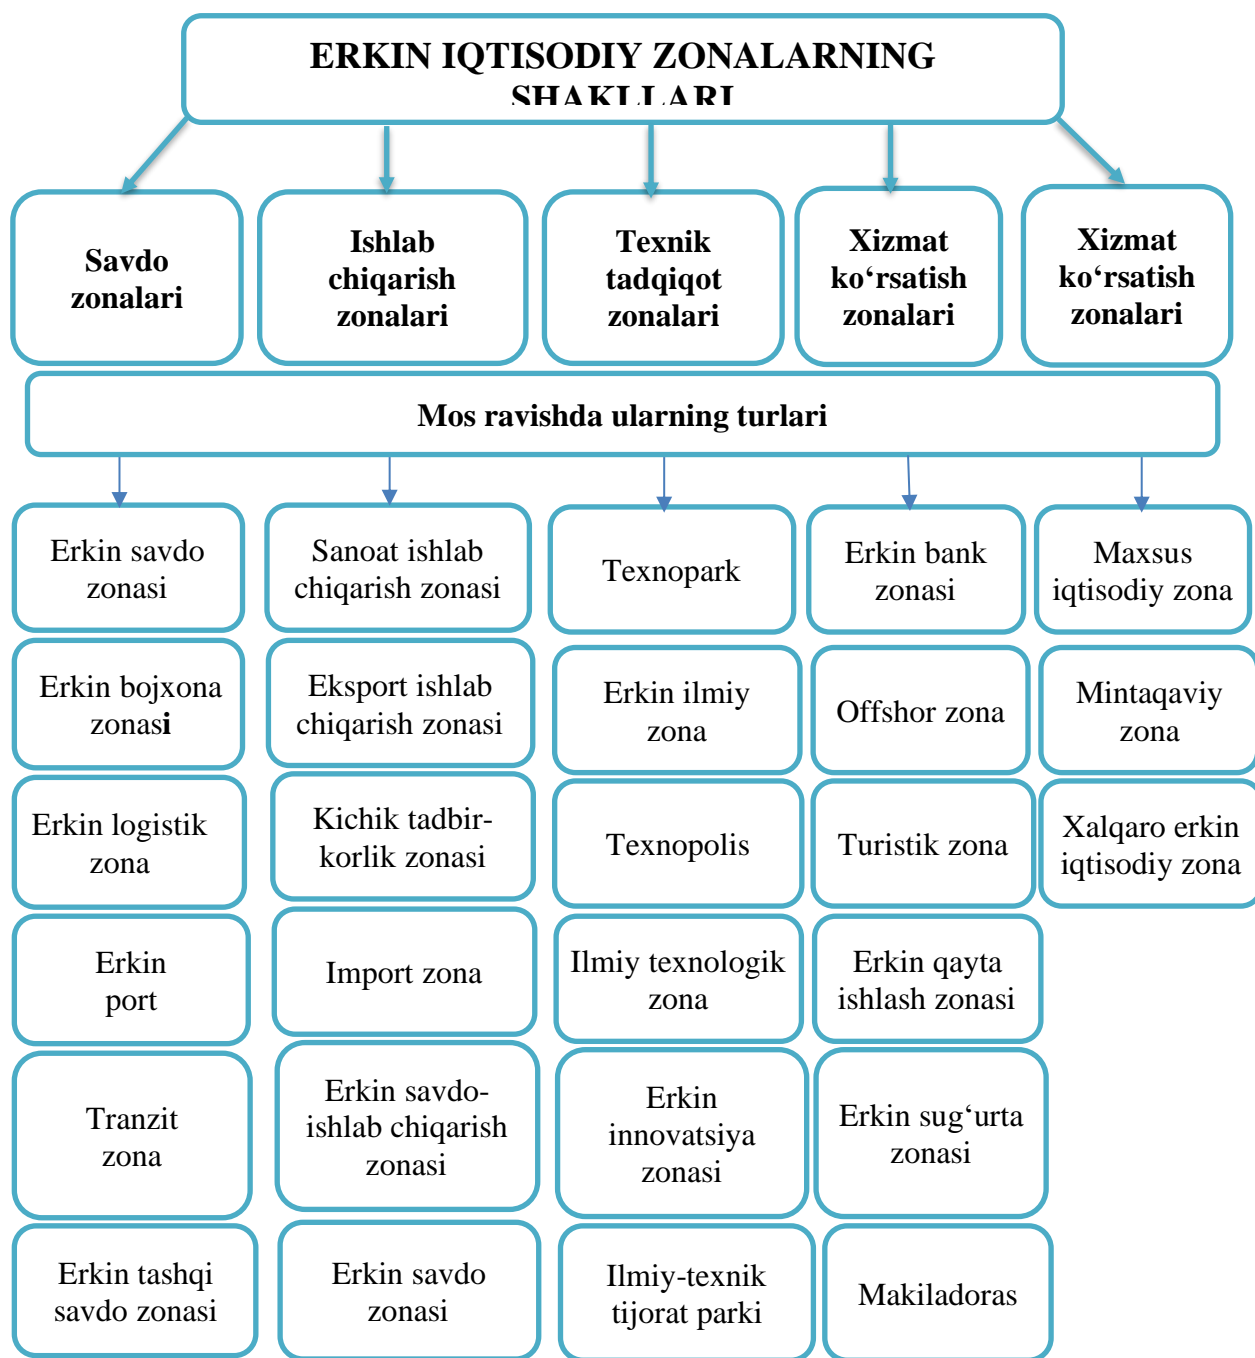 ERKIN IQTISODIY ZONALARNING
SHAKLLARI
Savdo
zonalari
Ishlab
chiqarish
zonalari
Texnik
tadqiqot
zonalari
Xizmat
ko‘rsatish
zonalari
Xizmat
ko‘rsatish
zonalari
Mos ravishda ularning turlari
Erkin savdo
zonasi
Sanoat ishlab
chiqarish zonasi
Texnopark
Erkin bank
zonasi
Maxsus
iqtisodiy zona
Erkin bojxona
zonasi
Eksport ishlab
chiqarish zonasi
Erkin ilmiy
zona
Offshor zona
Mintaqaviy
zona
Erkin logistik
zona
Kichik tadbir-
korlik zonasi
Texnopolis
Turistik zona
Xalqaro erkin
iqtisodiy zona
Erkin
port
Import zona
Ilmiy texnologik
zona
Erkin qayta
ishlash zonasi
Tranzit
zona
Erkin savdo-
ishlab chiqarish
zonasi
Erkin
innovatsiya
zonasi
Erkin sug‘urta
zonasi
Erkin tashqi
savdo zonasi
Erkin savdo
zonasi
Ilmiy-texnik
tijorat parki
Makiladoras